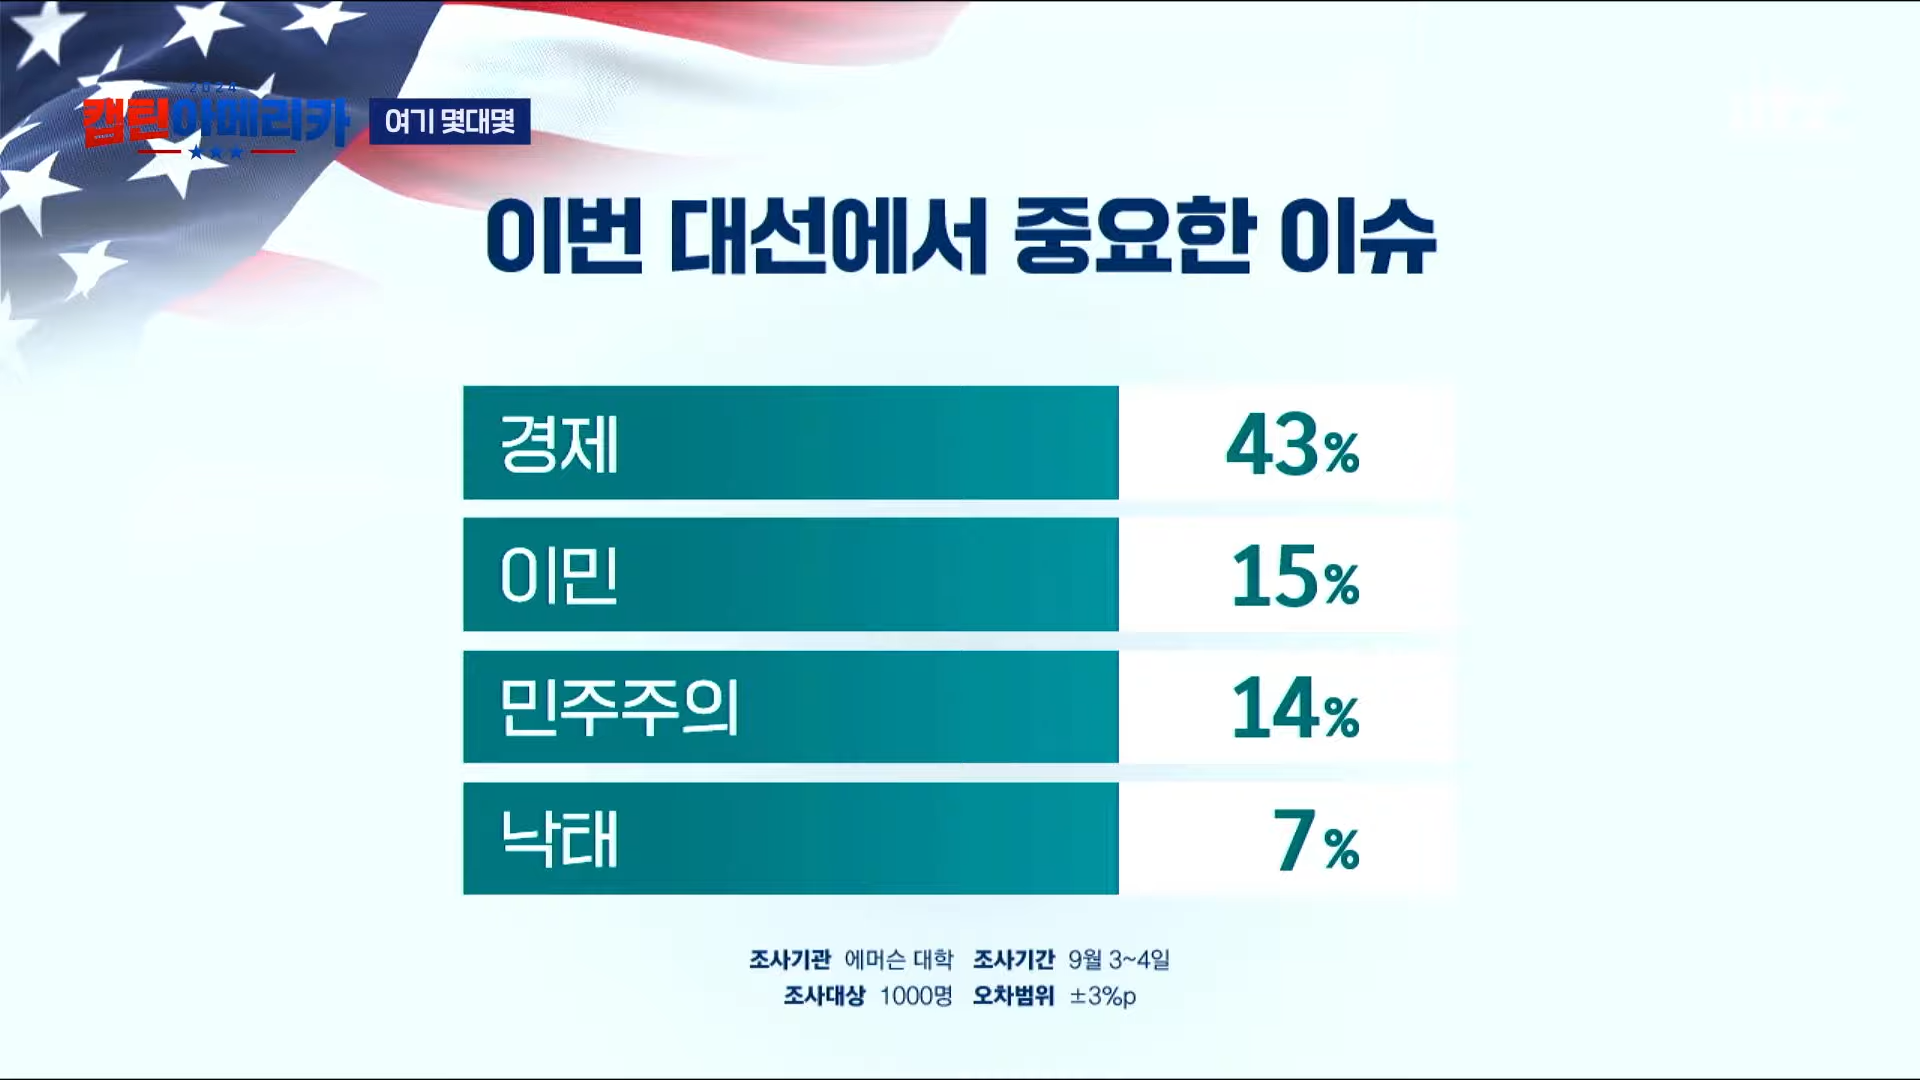 2024
캡틴아메리카
여기 몇대몇
이번 대선에서 중요한 이슈
경제 43%
이민 15%
민주주의 14%
낙태 7%
조사기관 에머슨 대학 조사기간 9월 3~4일
조사대상 1000명 오차범위 ±3%p